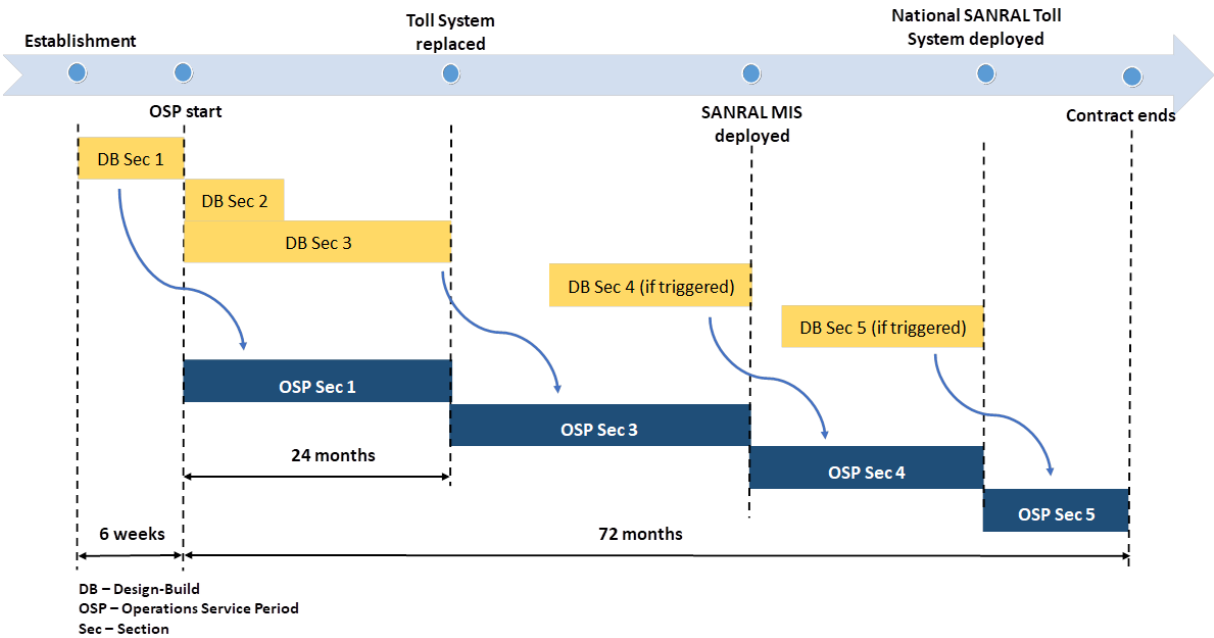 Establishment
Toll System
replaced
National SANRAL Toll
System deployed
OSP start
SANRAL MIS
deployed
Contract ends
DB Sec 1
DB Sec 2
DB Sec 3
DB Sec 4 (if triggered)
DB Sec 5 (if triggered)
OSP Sec 1
OSP Sec 3
24 months
OSP Sec 4
OSP Sec 5
6 weeks
72 months
DB – Design-Build
OSP – Operations Service Period
Sec – Section